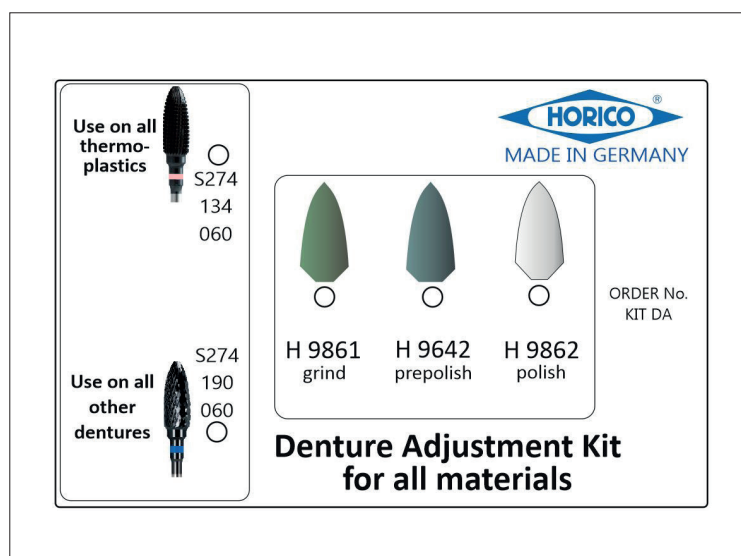 Use on all
thermo-
plastics
S274
134
060
S274
190
060
Use on all
other
dentures
HORICO
®
MADE IN GERMANY
H 9861
grind
H 9642
prepolish
H 9862
polish
ORDER No.
KIT DA
Denture Adjustment Kit
for all materials